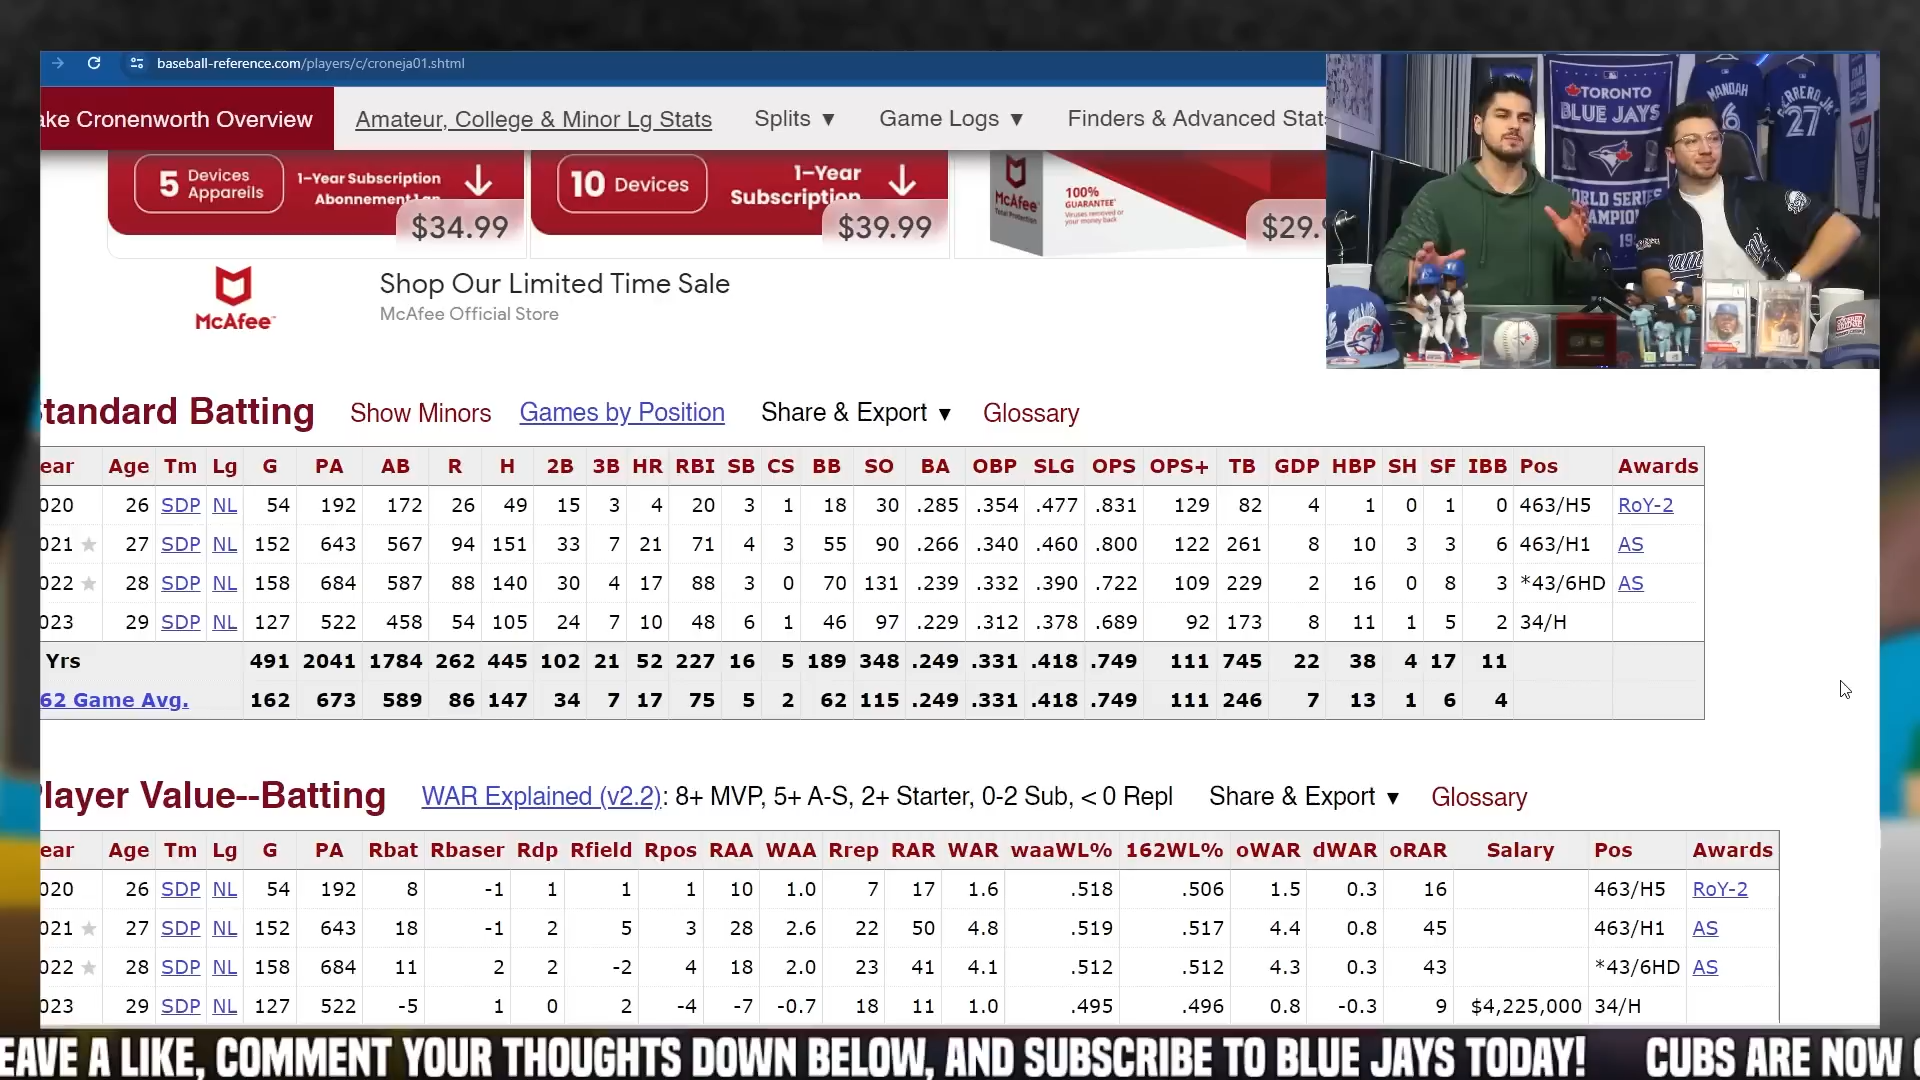 baseball-reference.com/players/c/croneja01.shtml
ake Cronenworth Overview Amateur, College & Minor Lg Stats Splits ▼ Game Logs ▼ Finders & Advanced Stat
5 Devices Appareils 1-Year Subscription Abonnement 1 an $34.99
10 Devices 1-Year Subscription $39.99
McAfee Total Protection 100% GUARANTEE Viruses removed or your money back $29.
McAfee
Shop Our Limited Time Sale
McAfee Official Store
TORONTO
BLUE JAYS
WORLD SERIES
CHAMPIO
MANOAH
6
ERRERO JR.
27
tandard Batting Show Minors Games by Position Share & Export ▼ Glossary
ear Age Tm Lg G PA AB R H 2B 3B HR RBI SB CS BB SO BA OBP SLG OPS OPS+ TB GDP HBP SH SF IBB Pos Awards
020 26 SDP NL 54 192 172 26 49 15 3 4 20 3 1 18 30 .285 .354 .477 .831 129 82 4 1 0 1 0 463/H5 RoY-2
021 ★ 27 SDP NL 152 643 567 94 151 33 7 21 71 4 3 55 90 .266 .340 .460 .800 122 261 8 10 3 3 6 463/H1 AS
022 ★ 28 SDP NL 158 684 587 88 140 30 4 17 88 3 0 70 131 .239 .332 .390 .722 109 229 2 16 0 8 3 *43/6HD AS
023 29 SDP NL 127 522 458 54 105 24 7 10 48 6 1 46 97 .229 .312 .378 .689 92 173 8 11 1 5 2 34/H
Yrs 491 2041 1784 262 445 102 21 52 227 16 5 189 348 .249 .331 .418 .749 111 745 22 38 4 17 11
62 Game Avg. 162 673 589 86 147 34 7 17 75 5 2 62 115 .249 .331 .418 .749 111 246 7 13 1 6 4
layer Value--Batting WAR Explained (v2.2): 8+ MVP, 5+ A-S, 2+ Starter, 0-2 Sub, < 0 Repl Share & Export ▼ Glossary
ear Age Tm Lg G PA Rbat Rbaser Rdp Rfield Rpos RAA WAA Rrep RAR WAR waaWL% 162WL% oWAR dWAR oRAR Salary Pos Awards
020 26 SDP NL 54 192 8 -1 1 1 1 10 1.0 7 17 1.6 .518 .506 1.5 0.3 16 463/H5 RoY-2
021 ★ 27 SDP NL 152 643 18 -1 2 5 3 28 2.6 22 50 4.8 .519 .517 4.4 0.8 45 463/H1 AS
022 ★ 28 SDP NL 158 684 11 2 2 -2 4 18 2.0 23 41 4.1 .512 .512 4.3 0.3 43 *43/6HD AS
023 29 SDP NL 127 522 -5 1 0 2 -4 -7 -0.7 18 11 1.0 .495 .496 0.8 -0.3 9 $4,225,000 34/H
EAVE A LIKE, COMMENT YOUR THOUGHTS DOWN BELOW, AND SUBSCRIBE TO BLUE JAYS TODAY! CUBS ARE NOW